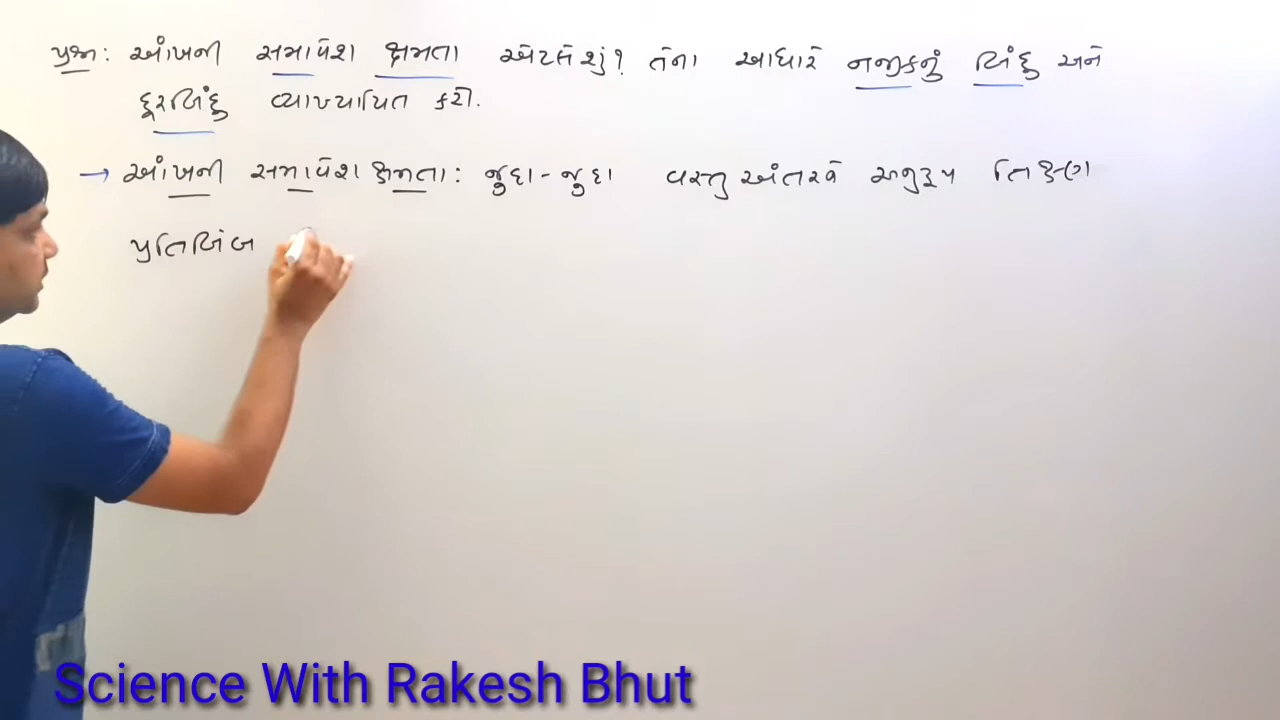 પ્રશ્ન: આંખની સમાવેશ ક્ષમતા એટલે શું? તેના આધારે નજીકનું બિંદુ અને
દૂરબિંદુ વ્યાખ્યાયિત કરો.
→ આંખની સમાવેશ ક્ષમતા: જુદા-જુદા વસ્તુ અંતરને અનુરૂપ તિક્ષ્ણ
પ્રતિબિંબ
Science With Rakesh Bhut